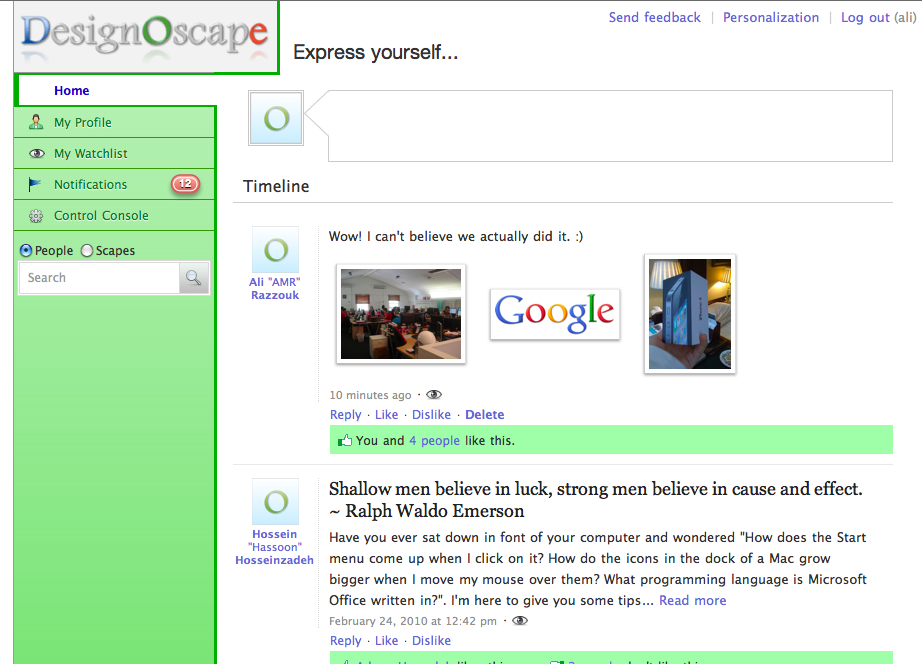 DesignOscape
Send feedback | Personalization | Log out (ali)
Express yourself...
Home
My Profile
My Watchlist
Notifications 12
Control Console
People Scapes
Search
Timeline
Ali "AMR"
Razzouk
Wow! I can't believe we actually did it. :)
Google
10 minutes ago ·
Reply · Like · Dislike · Delete
You and 4 people like this.
Hossein
"Hassoon"
Hosseinzadeh
Shallow men believe in luck, strong men believe in cause and effect.
~ Ralph Waldo Emerson
Have you ever sat down in font of your computer and wondered "How does the Start
menu come up when I click on it? How do the icons in the dock of a Mac grow
bigger when I move my mouse over them? What programming language is Microsoft
Office written in?". I'm here to give you some tips... Read more
February 24, 2010 at 12:42 pm ·
Reply · Like · Dislike